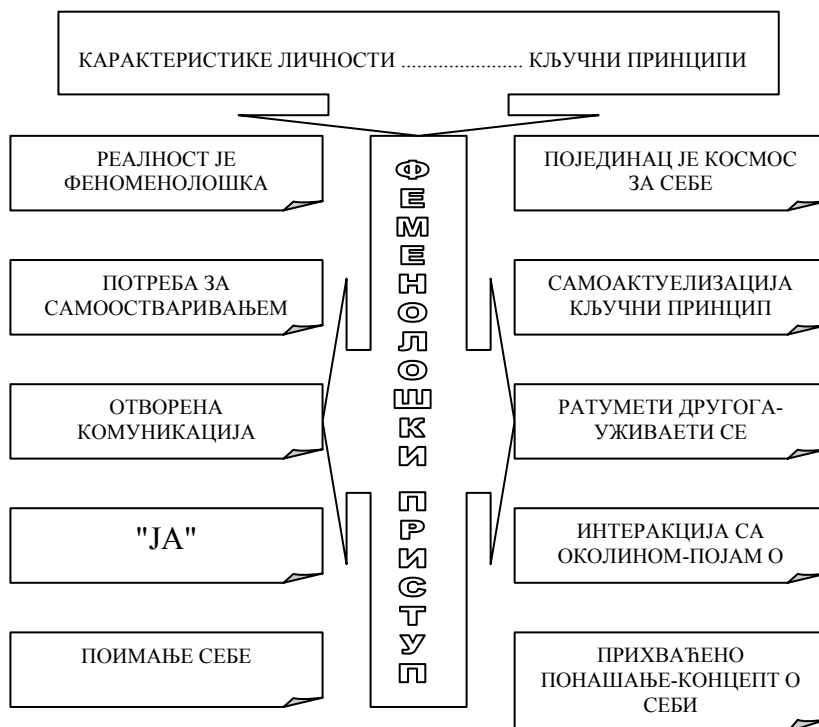 КАРАКТЕРИСТИКЕ ЛИЧНОСТИ ....................... КЉУЧНИ ПРИНЦИПИ
РЕАЛНОСТ ЈЕ
ФЕНОМЕНОЛОШКА
ПОТРЕБА ЗА
САМООСТВАРИВАЊЕМ
ОТВОРЕНА
КОМУНИКАЦИЈА
"ЈА"
ПОИМАЊЕ СЕБЕ
ФЕМЕНОЛОШКИ ПРИСТУП
ПОЈЕДИНАЦ ЈЕ КОСМОС
ЗА СЕБЕ
САМОАКТУЕЛИЗАЦИЈА
КЉУЧНИ ПРИНЦИП
РАТУМЕТИ ДРУГОГА-
УЖИВАЕТИ СЕ
ИНТЕРАКЦИЈА СА
ОКОЛИНОМ-ПОЈАМ О
ПРИХВАЋЕНО
ПОНАШАЊЕ-КОНЦЕПТ О
СЕБИ